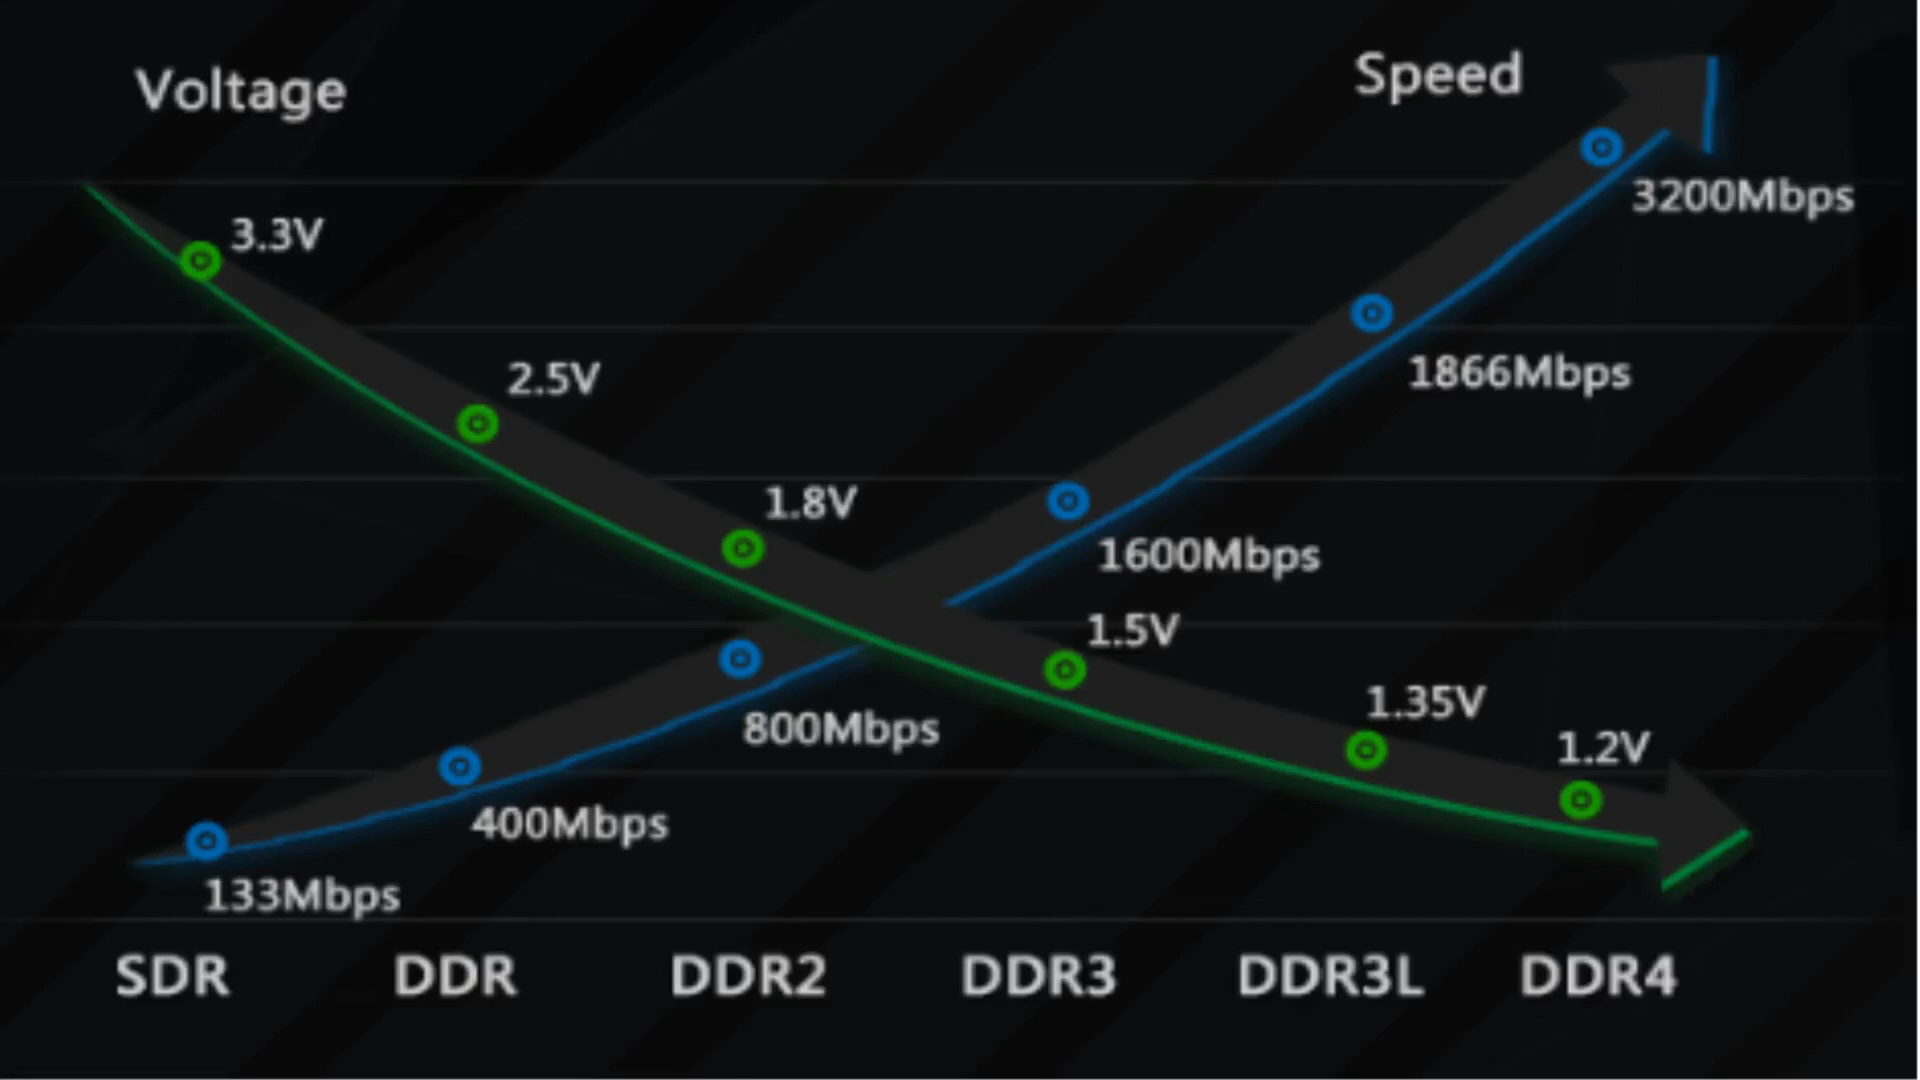 Voltage
Speed
3200Mbps
3.3V
1866Mbps
2.5V
1.8V
1600Mbps
1.5V
800Mbps
1.35V
1.2V
400Mbps
133Mbps
SDR DDR DDR2 DDR3 DDR3L DDR4